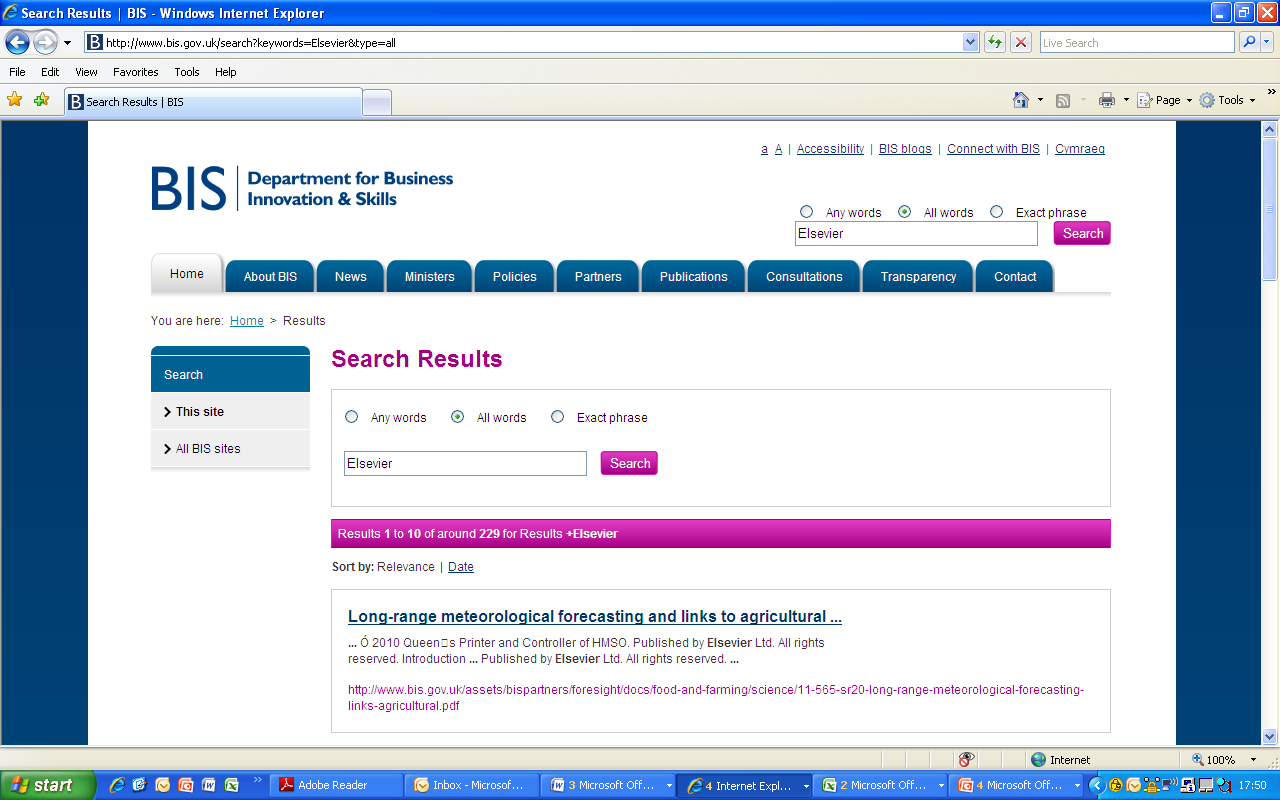 Search Results | BIS - Windows Internet Explorer
http://www.bis.gov.uk/search?keywords=Elsevier&type=all
Live Search
File Edit View Favorites Tools Help
Search Results | BIS
Page Tools
a A | Accessibility | BIS blogs | Connect with BIS | Cymraeg
BIS Department for Business
Innovation & Skills
Any words All words Exact phrase
Elsevier Search
Home About BIS News Ministers Policies Partners Publications Consultations Transparency Contact
You are here: Home > Results
Search
This site
All BIS sites
Search Results
Any words All words Exact phrase
Elsevier Search
Results 1 to 10 of around 229 for Results +Elsevier
Sort by: Relevance | Date
Long-range meteorological forecasting and links to agricultural ...
... Ó 2010 Queen□s Printer and Controller of HMSO. Published by Elsevier Ltd. All rights
reserved. Introduction ... Published by Elsevier Ltd. All rights reserved. ...
http://www.bis.gov.uk/assets/bispartners/foresight/docs/food-and-farming/science/11-565-sr20-long-range-meteorological-forecasting-
links-agricultural.pdf
Internet 100%
start Adobe Reader Inbox - Microsof... 3 Microsoft Off... 4 Internet Expl... 2 Microsoft Off... 4 Microsoft Off... 17:50